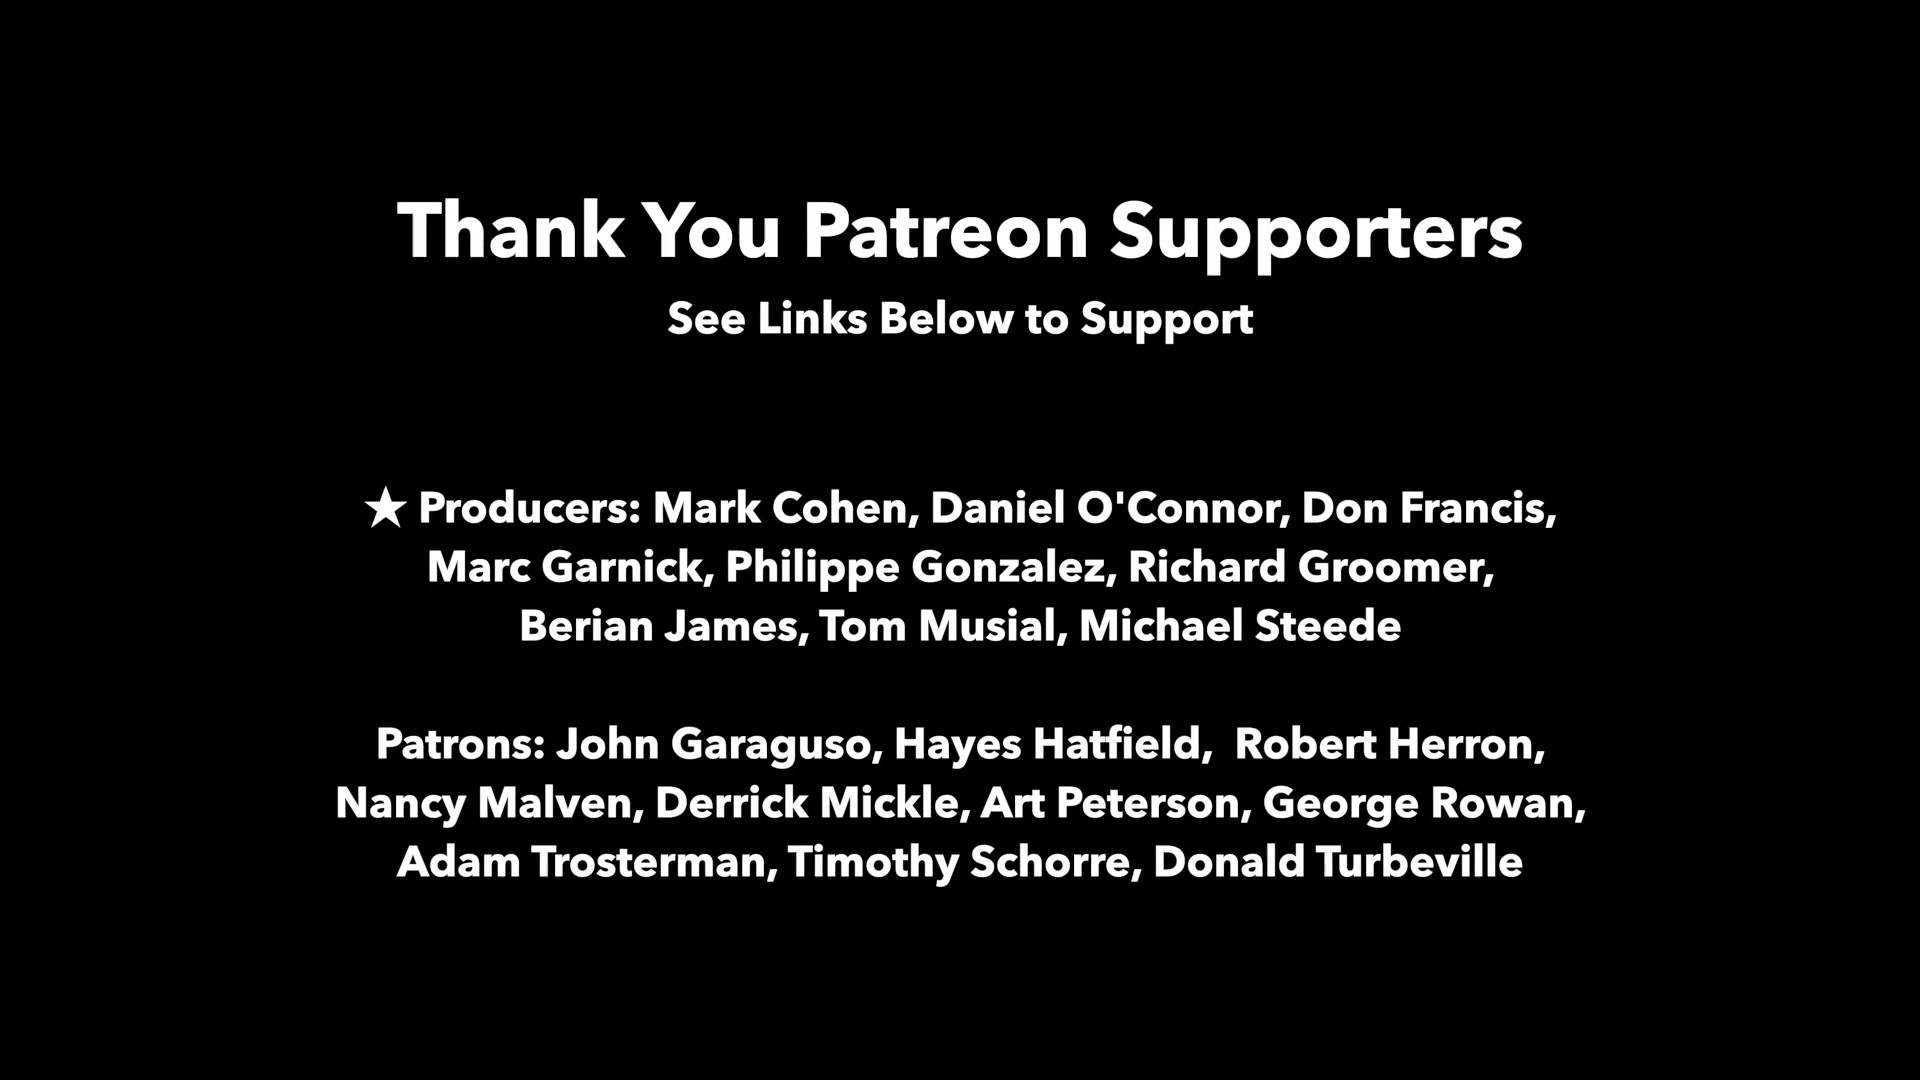 Thank You Patreon Supporters
See Links Below to Support
★ Producers: Mark Cohen, Daniel O'Connor, Don Francis,
Marc Garnick, Philippe Gonzalez, Richard Groomer,
Berian James, Tom Musial, Michael Steede
Patrons: John Garaguso, Hayes Hatfield,  Robert Herron,
Nancy Malven, Derrick Mickle, Art Peterson, George Rowan,
Adam Trosterman, Timothy Schorre, Donald Turbeville